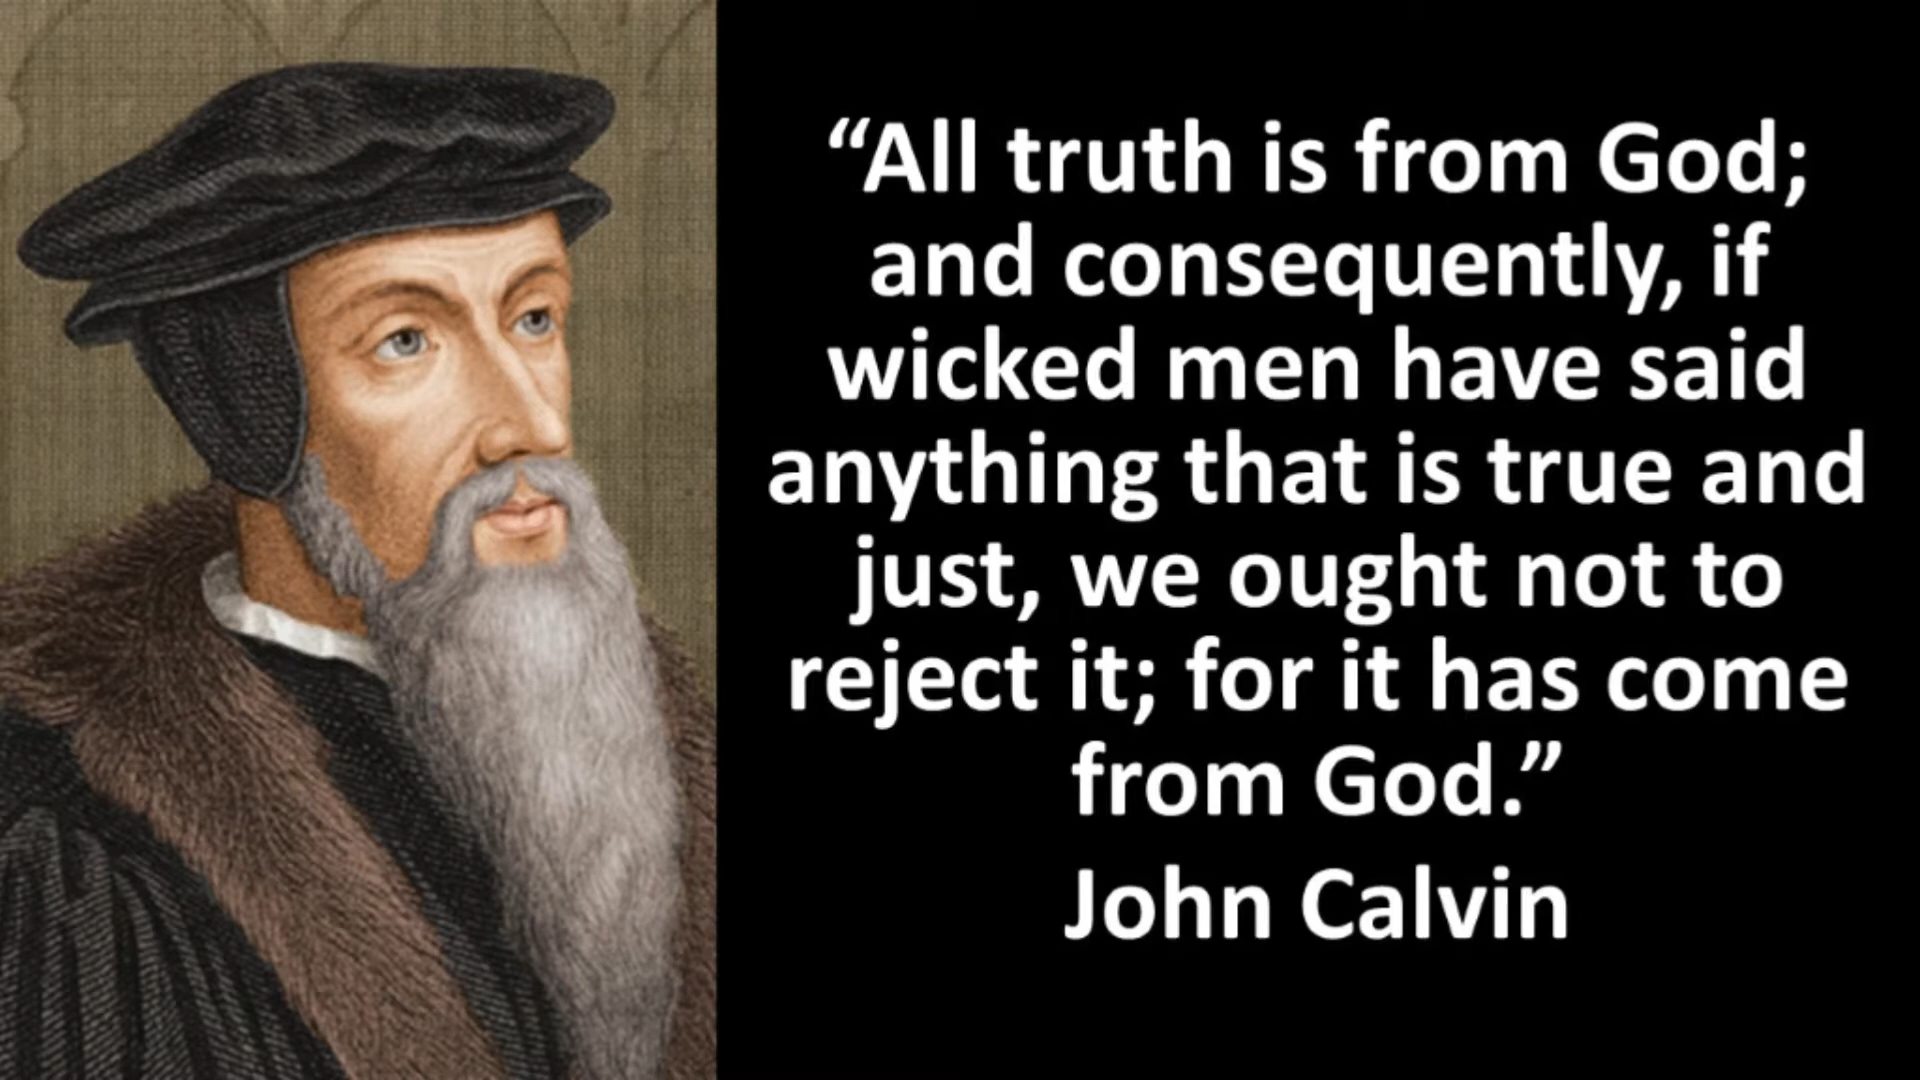 “All truth is from God;
and consequently, if
wicked men have said
anything that is true and
just, we ought not to
reject it; for it has come
from God.”
John Calvin